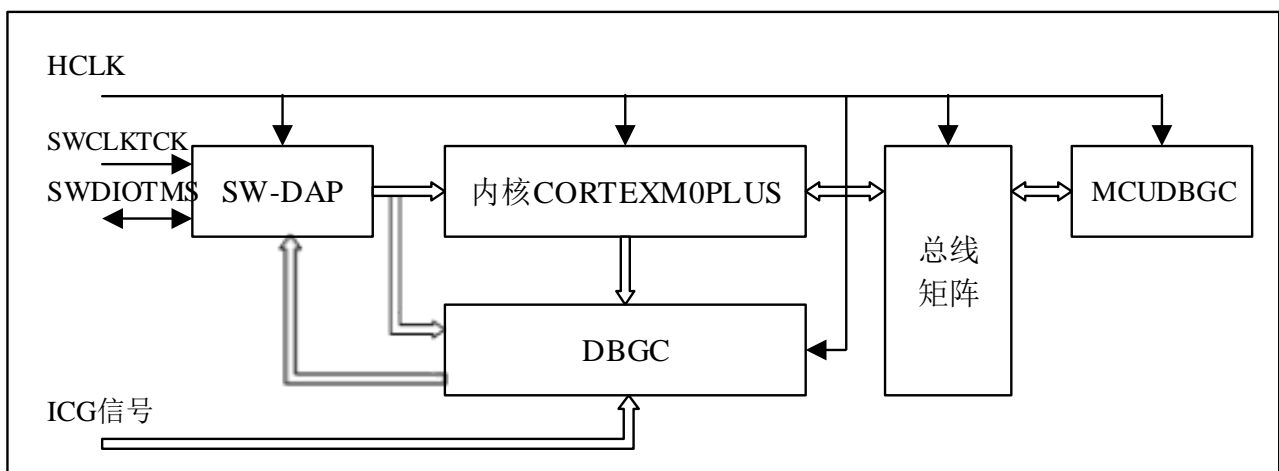 HCLK
SWCLKTCK
SWDIOTMS
SW-DAP
内核CORTEXM0PLUS
总线
矩阵
MCUDBGC
DBGC
ICG信号